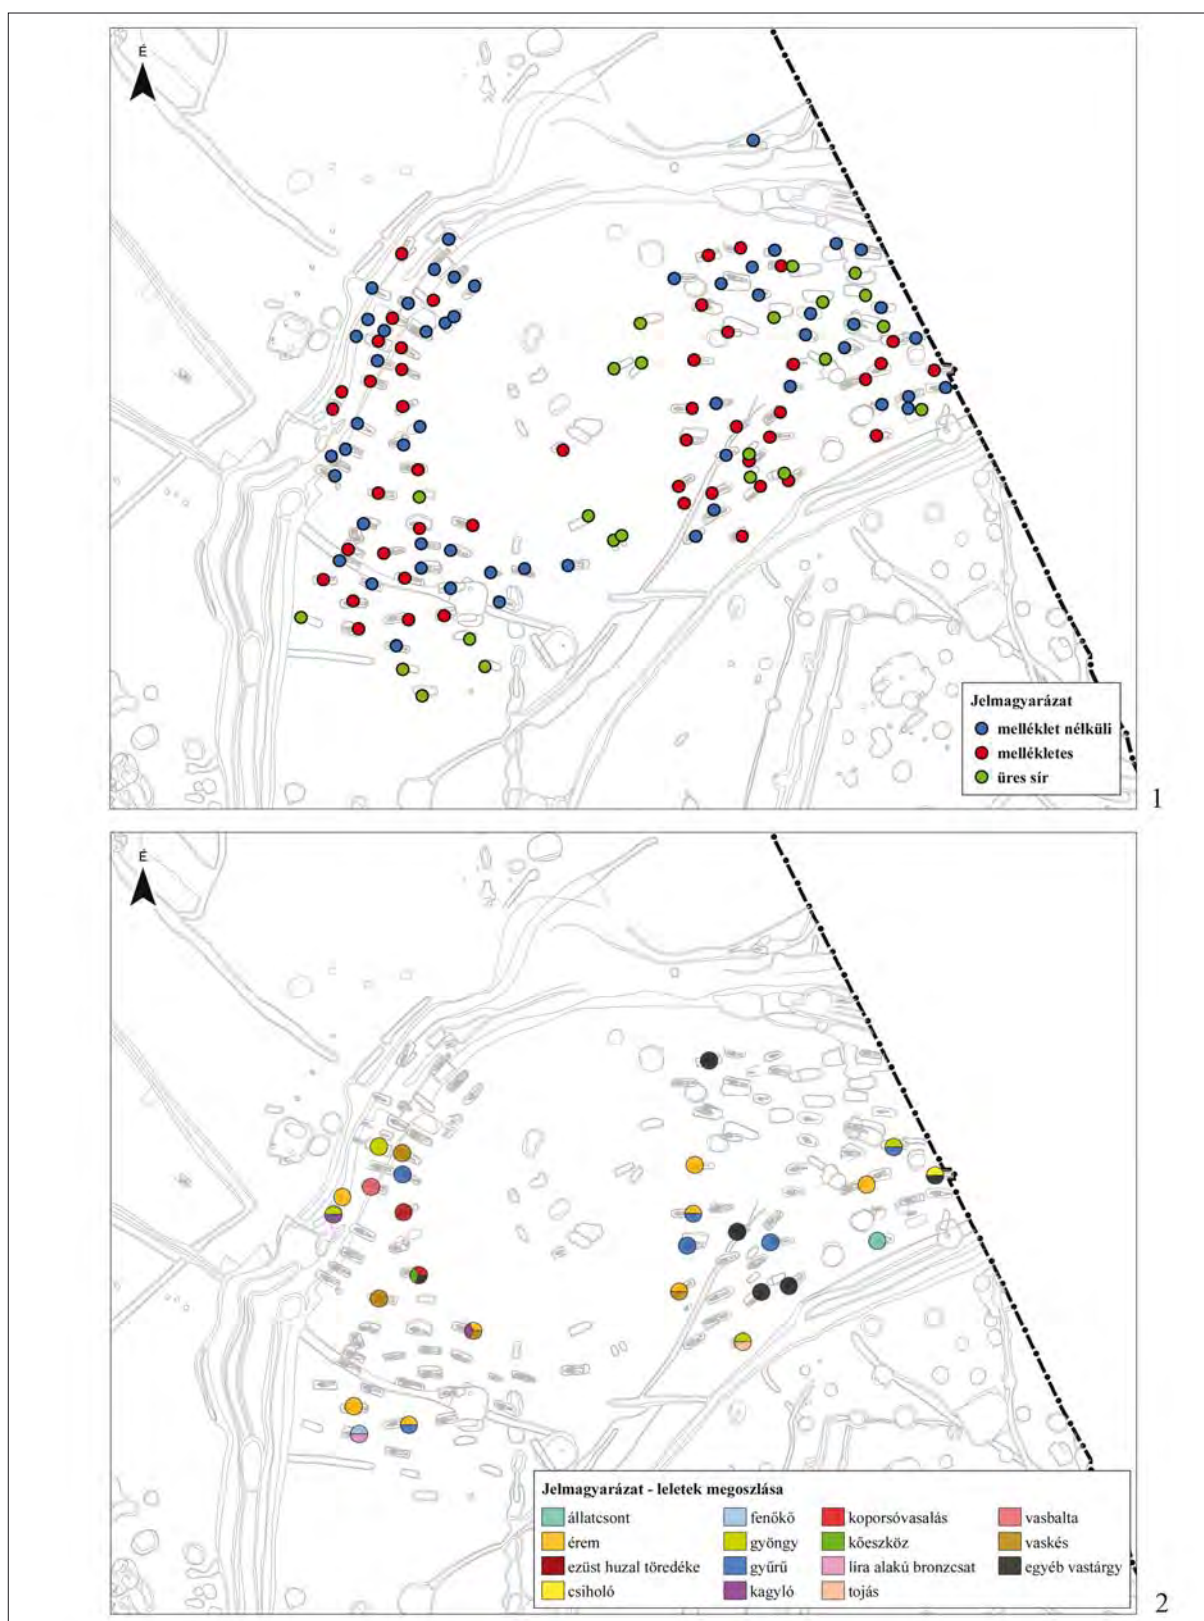 É
Jelmagyarázat
melléklet nélküli
mellékletes
üres sír
1
É
Jelmagyarázat - leletek megoszlása
állatcsont fenőkő koporsóvasalás vasbalta
érem gyöngy kőeszköz vaskés
ezüst huzal töredéke gyűrű líra alakú bronzcsat egyéb vastárgy
csiholó kagyló tojás
2